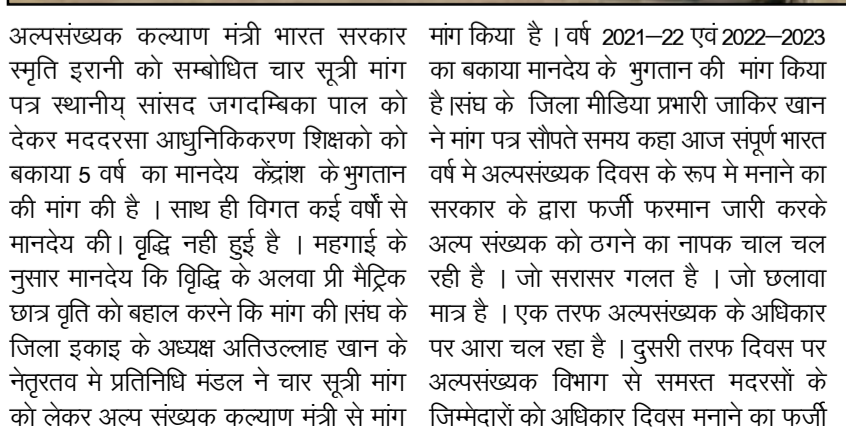 अल्पसंख्यक कल्याण मंत्री भारत सरकार
स्मृति इरानी को सम्बोधित चार सूत्री मांग
पत्र स्थानीय् सांसद जगदम्बिका पाल को
देकर मददरसा आधुनिकिकरण शिक्षको को
बकाया 5 वर्ष का मानदेय केंद्रांश के भुगतान
की मांग की है । साथ ही विगत कई वर्षों से
मानदेय की। वृद्धि नही हुई है । महगाई के
नुसार मानदेय कि विृद्धि के अलवा प्री मैट्रिक
छात्र वृति को बहाल करने कि मांग की।संघ के
जिला इकाइ के अध्यक्ष अतिउल्लाह खान के
नेतृरतव मे प्रतिनिधि मंडल ने चार सूत्री मांग
को लेकर अल्प संख्यक कल्याण मंत्री से मांग
मांग किया है । वर्ष 2021–22 एवं 2022–2023
का बकाया मानदेय के भुगतान की मांग किया
है।संघ के जिला मीडिया प्रभारी जाकिर खान
ने मांग पत्र सौपते समय कहा आज संपूर्ण भारत
वर्ष मे अल्पसंख्यक दिवस के रूप मे मनाने का
सरकार के द्वारा फर्जी फरमान जारी करके
अल्प संख्यक को ठगने का नापक चाल चल
रही है । जो सरासर गलत है । जो छलावा
मात्र है । एक तरफ अल्पसंख्यक के अधिकार
पर आरा चल रहा है । दुसरी तरफ दिवस पर
अल्पसंख्यक विभाग से समस्त मदरसों के
जिम्मेदारों को अधिकार दिवस मनाने का फर्जी